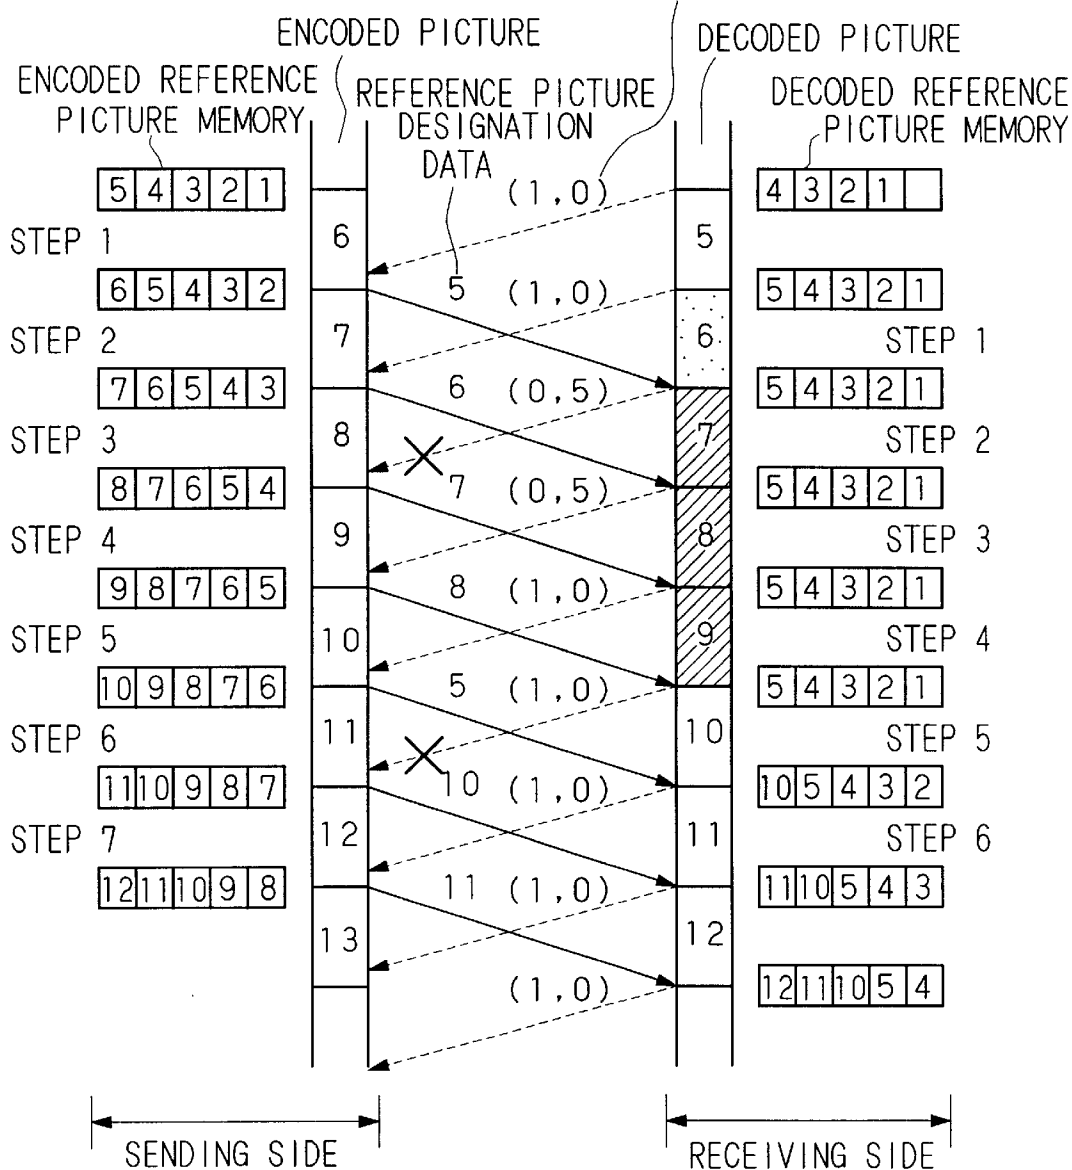 ENCODED PICTURE
DECODED PICTURE
ENCODED REFERENCE
PICTURE MEMORY
REFERENCE PICTURE
DESIGNATION
DATA
DECODED REFERENCE
PICTURE MEMORY
5 4 3 2 1
(1,0)
4 3 2 1
STEP 1
6
5
6 5 4 3 2
5
(1,0)
5 4 3 2 1
STEP 2
7
6
STEP 1
7 6 5 4 3
6
(0,5)
5 4 3 2 1
STEP 3
8
7
STEP 2
8 7 6 5 4
7
(0,5)
5 4 3 2 1
STEP 4
9
8
STEP 3
9 8 7 6 5
8
(1,0)
5 4 3 2 1
STEP 5
10
9
STEP 4
10 9 8 7 6
5
(1,0)
5 4 3 2 1
STEP 6
11
10
STEP 5
11 10 9 8 7
10
(1,0)
10 5 4 3 2
STEP 7
12
11
STEP 6
12 11 10 9 8
11
(1,0)
11 10 5 4 3
13
12
(1,0)
12 11 10 5 4
SENDING SIDE
RECEIVING SIDE